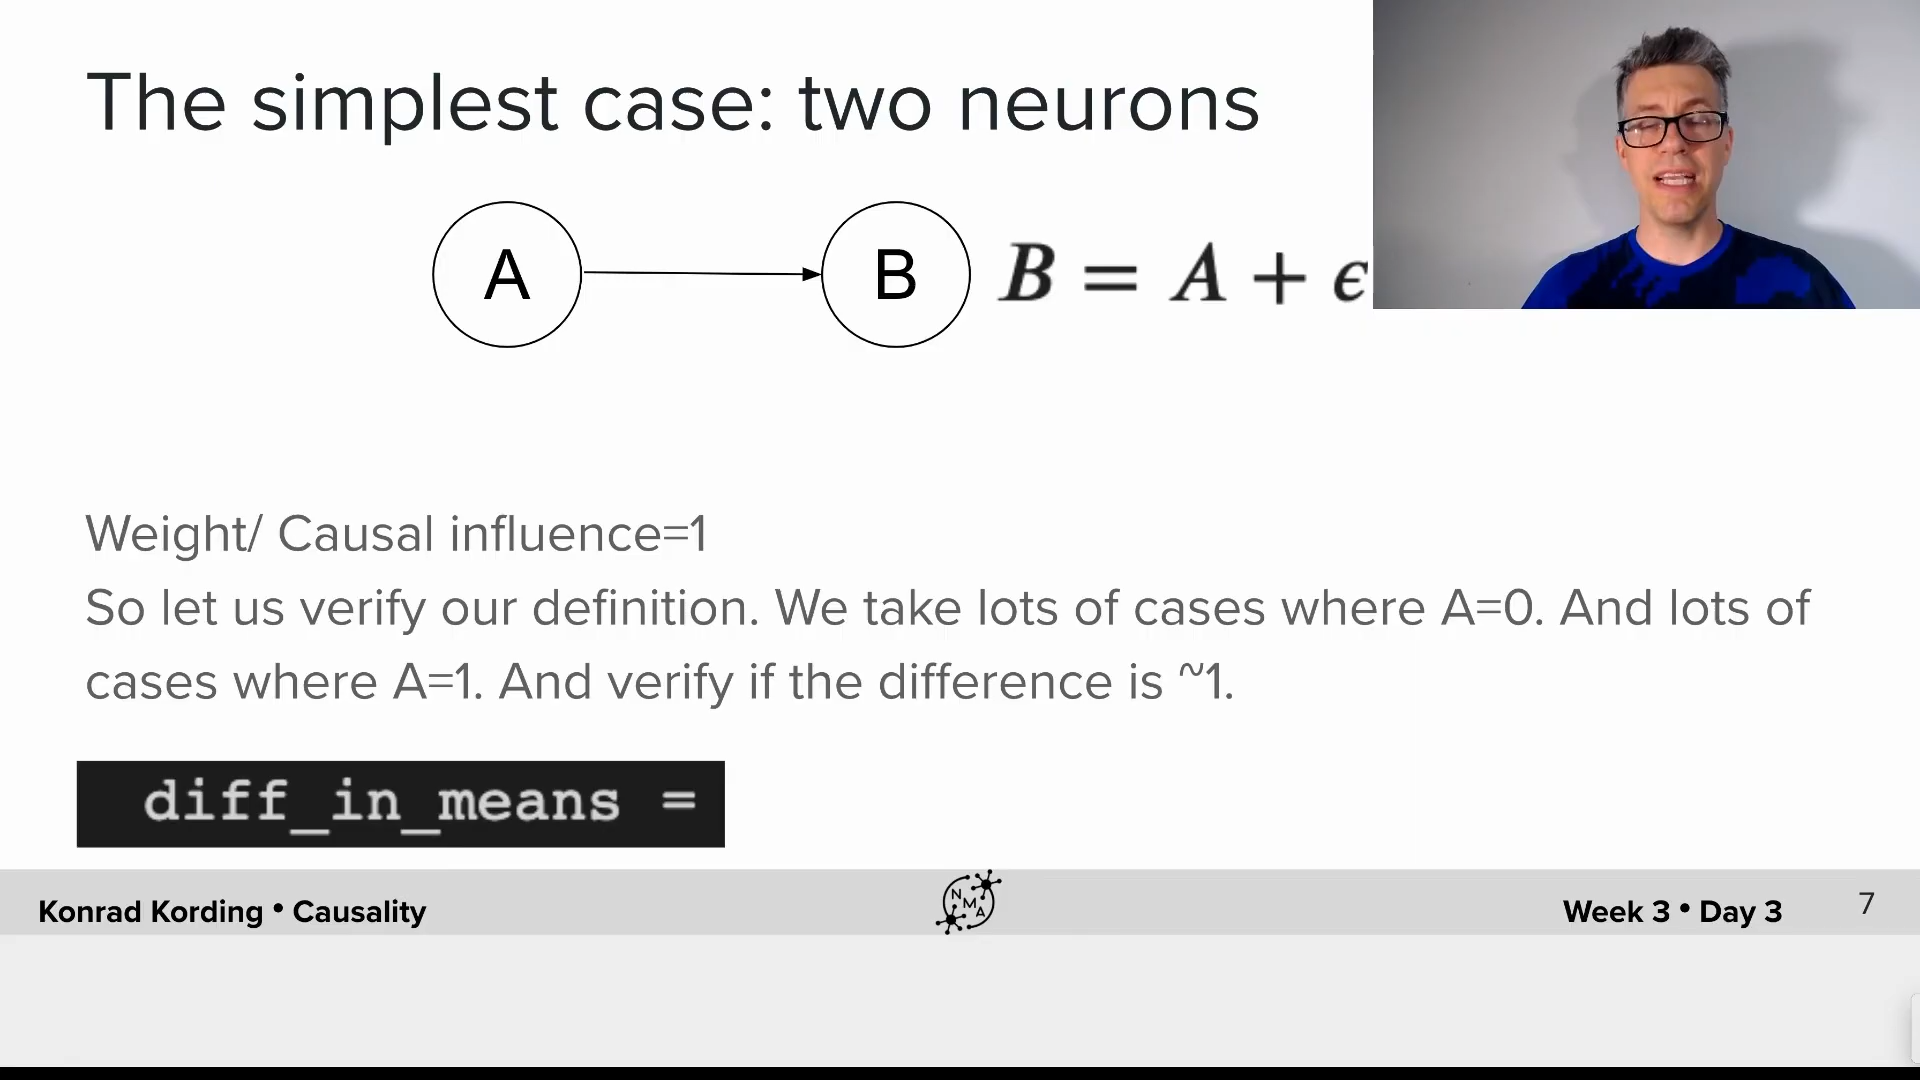 The simplest case: two neurons
A
B
B = A + ϵ
Weight/ Causal influence=1
So let us verify our definition. We take lots of cases where A=0. And lots of
cases where A=1. And verify if the difference is ~1.
diff_in_means =
Konrad Kording • Causality
N
M
A
Week 3 • Day 3
7